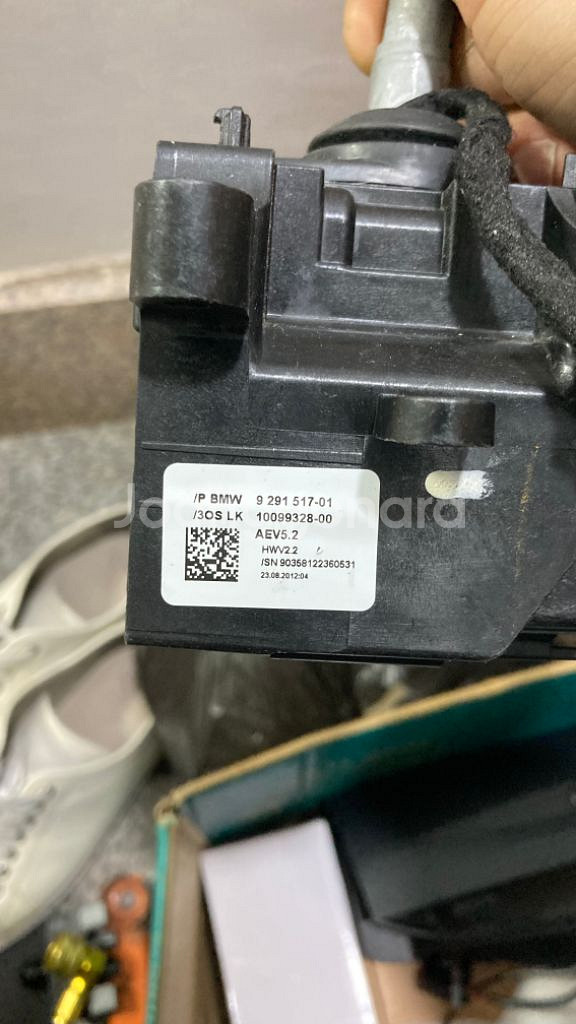 /P BMW 9 291 517-01
/3OS LK 10099328-00
AEV5.2
HWV2.2
/SN 90358122360531
23.08.2012:04